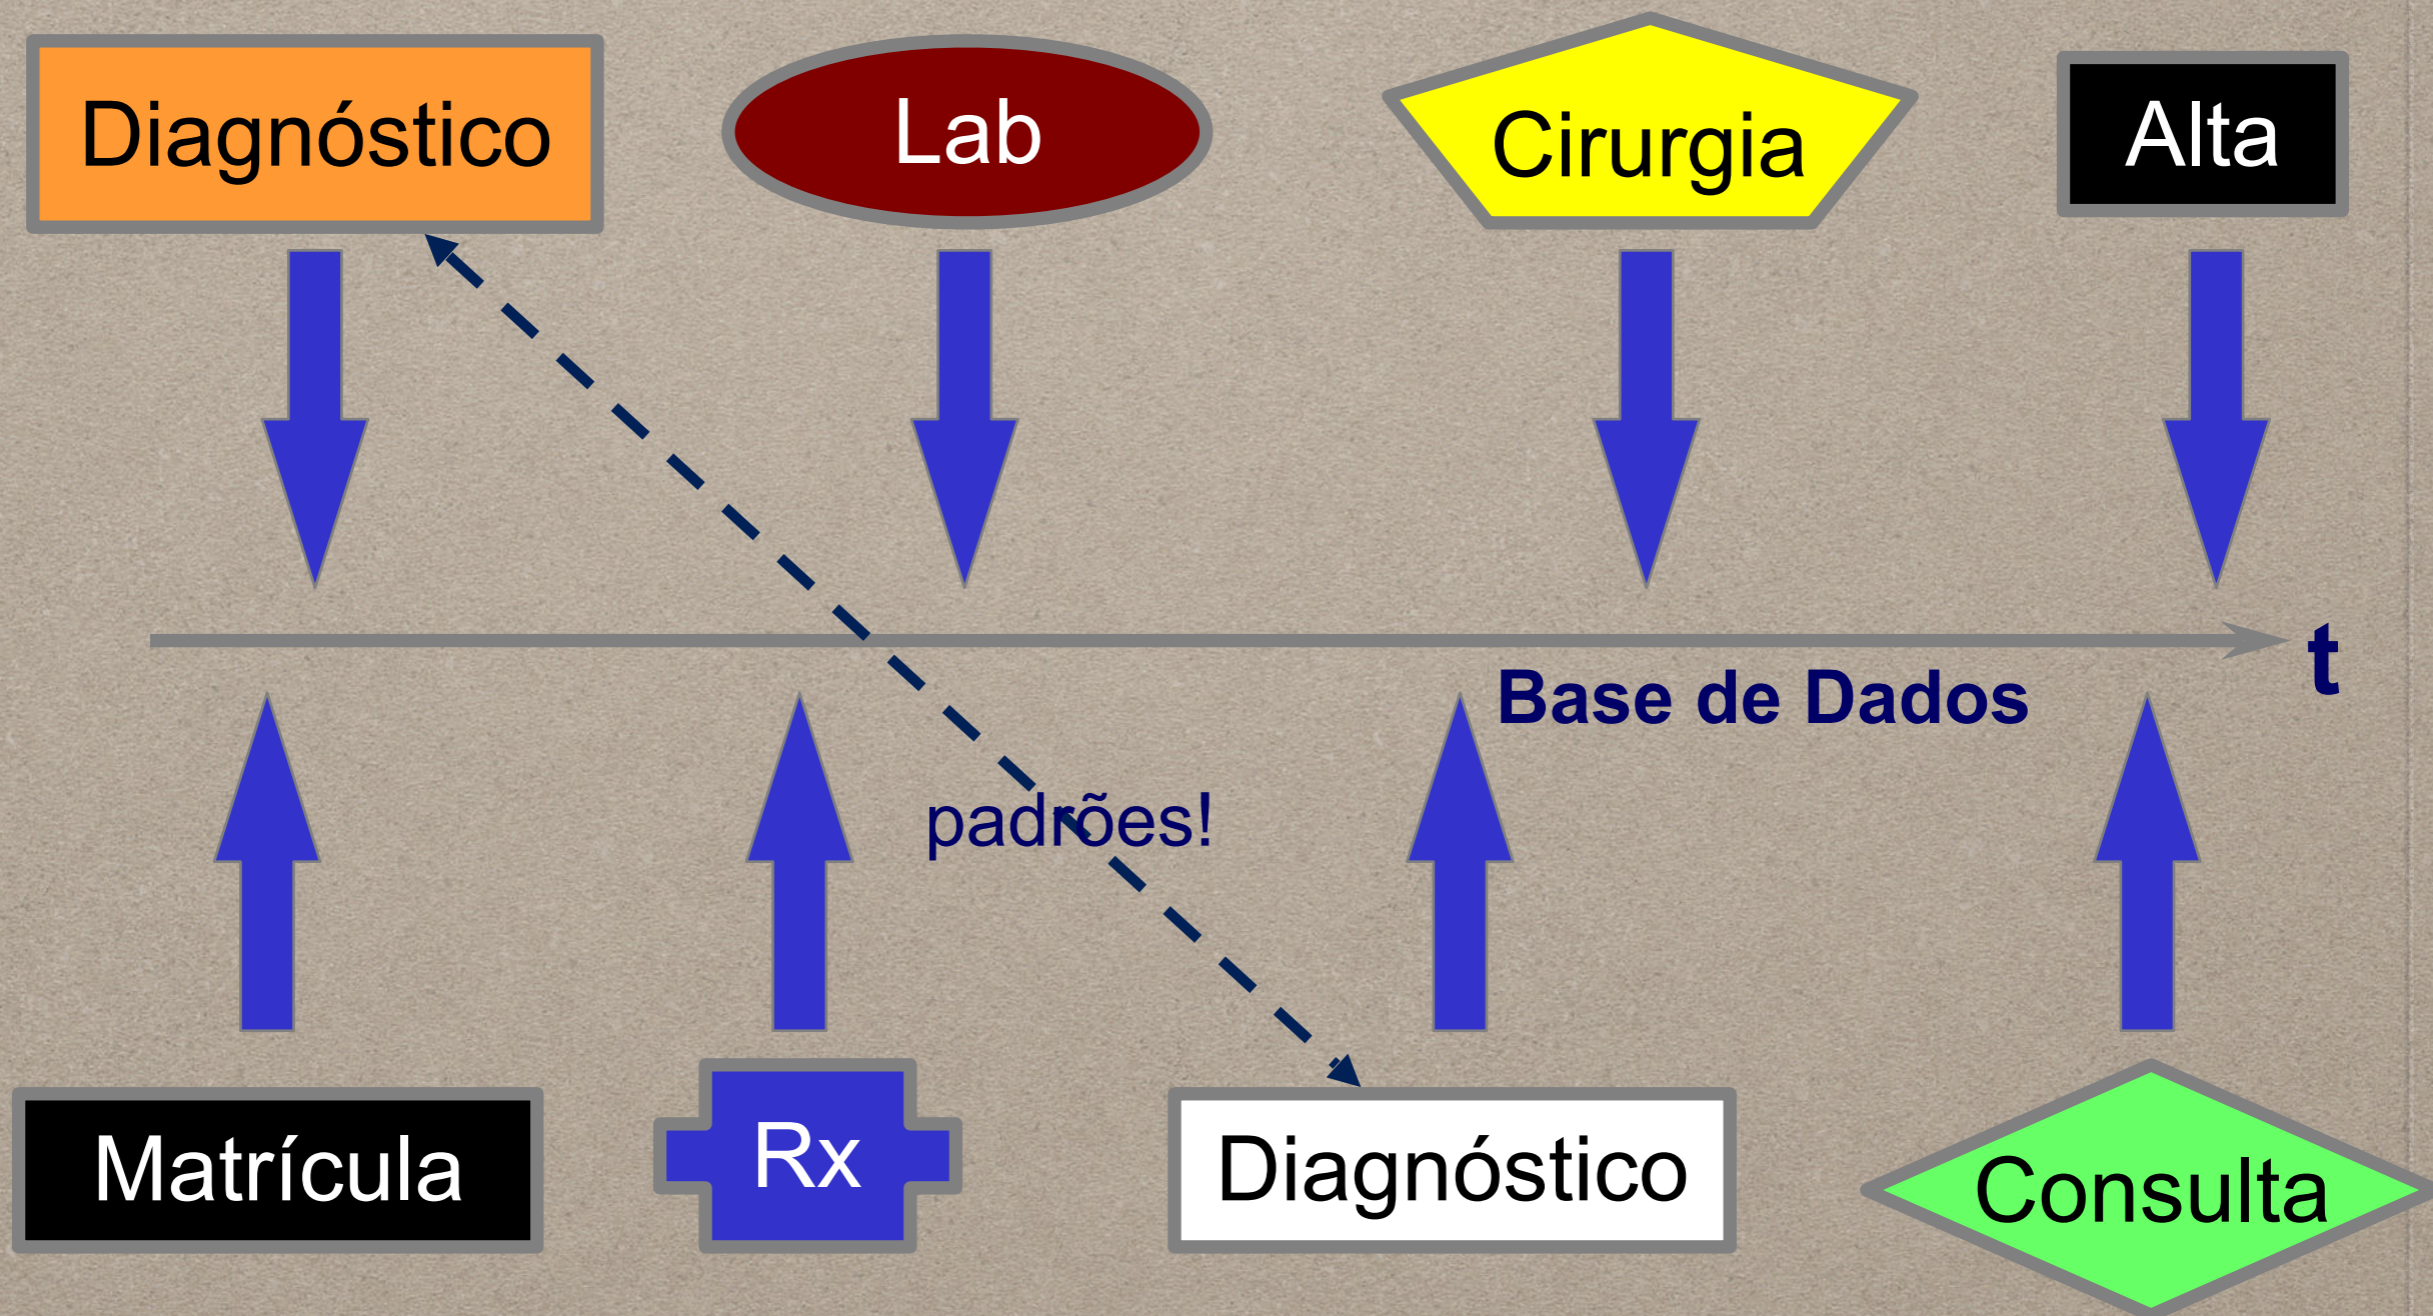 Diagnóstico
Lab
Cirurgia
Alta
t
Base de Dados
padrões!
Matrícula
Rx
Diagnóstico
Consulta